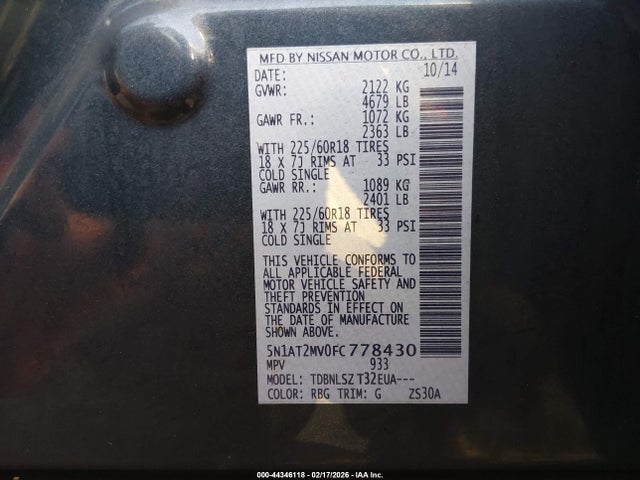 MFD BY NISSAN MOTOR CO., LTD.
DATE: 10/14
GVWR: 2122 KG
4679 LB
GAWR FR.: 1072 KG
2363 LB
WITH 225/60R18 TIRES
18 X 7J RIMS AT 33 PSI
COLD SINGLE
GAWR RR.: 1089 KG
2401 LB
WITH 225/60R18 TIRES
18 X 7J RIMS AT 33 PSI
COLD SINGLE
THIS VEHICLE CONFORMS TO
ALL APPLICABLE FEDERAL
MOTOR VEHICLE SAFETY AND
THEFT PREVENTION
STANDARDS IN EFFECT ON
THE DATE OF MANUFACTURE
SHOWN ABOVE.
5N1AT2MV0FC778430
MPV 933
MODEL: TDBNLSZ T32EUA---
COLOR: RBG TRIM: G ZS30A
000-44346118 - 02/17/2026 - IAA Inc.